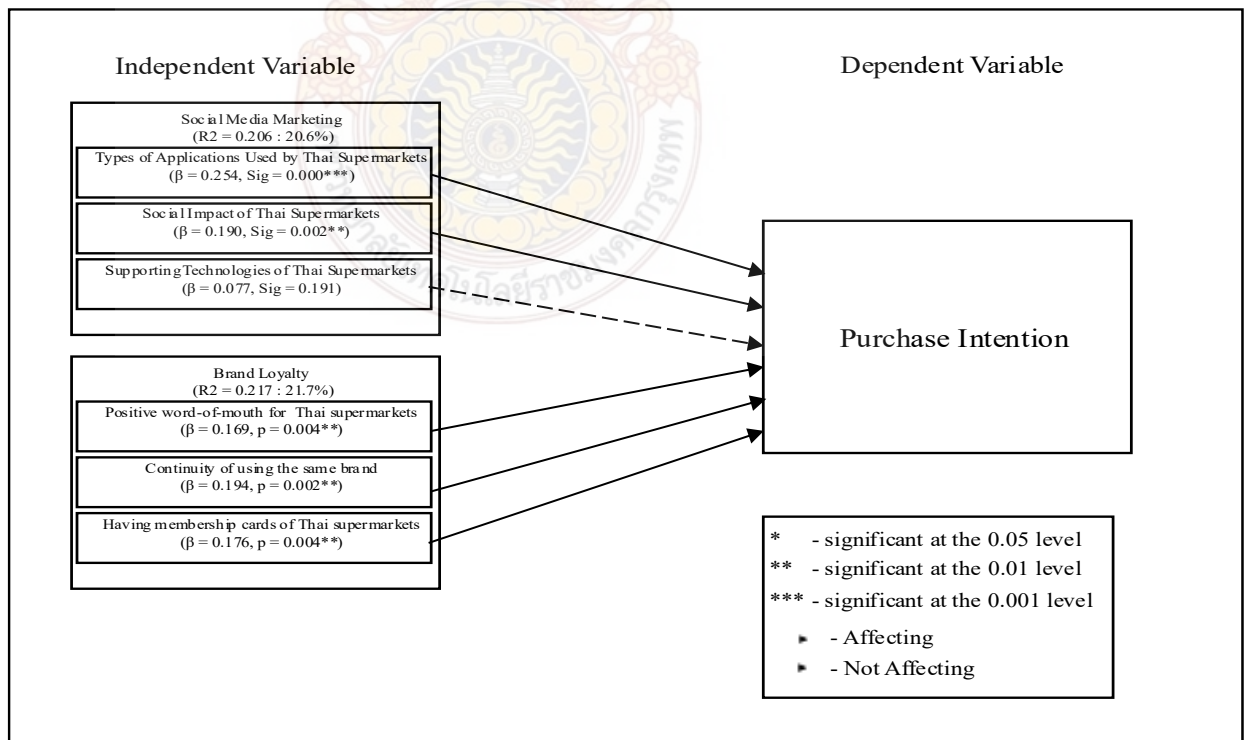 Independent Variable
Dependent Variable
Social Media Marketing
(R2 = 0.206 : 20.6%)
Types of Applications Used by Thai Supermarkets
(β = 0.254, Sig = 0.000***)
Social Impact of Thai Supermarkets
(β = 0.190, Sig = 0.002**)
Supporting Technologies of Thai Supermarkets
(β = 0.077, Sig = 0.191)
Brand Loyalty
(R2 = 0.217 : 21.7%)
Positive word-of-mouth for Thai supermarkets
(β = 0.169, p = 0.004**)
Continuity of using the same brand
(β = 0.194, p = 0.002**)
Having membership cards of Thai supermarkets
(β = 0.176, p = 0.004**)
Purchase Intention
* - significant at the 0.05 level
** - significant at the 0.01 level
*** - significant at the 0.001 level
- Affecting
- Not Affecting